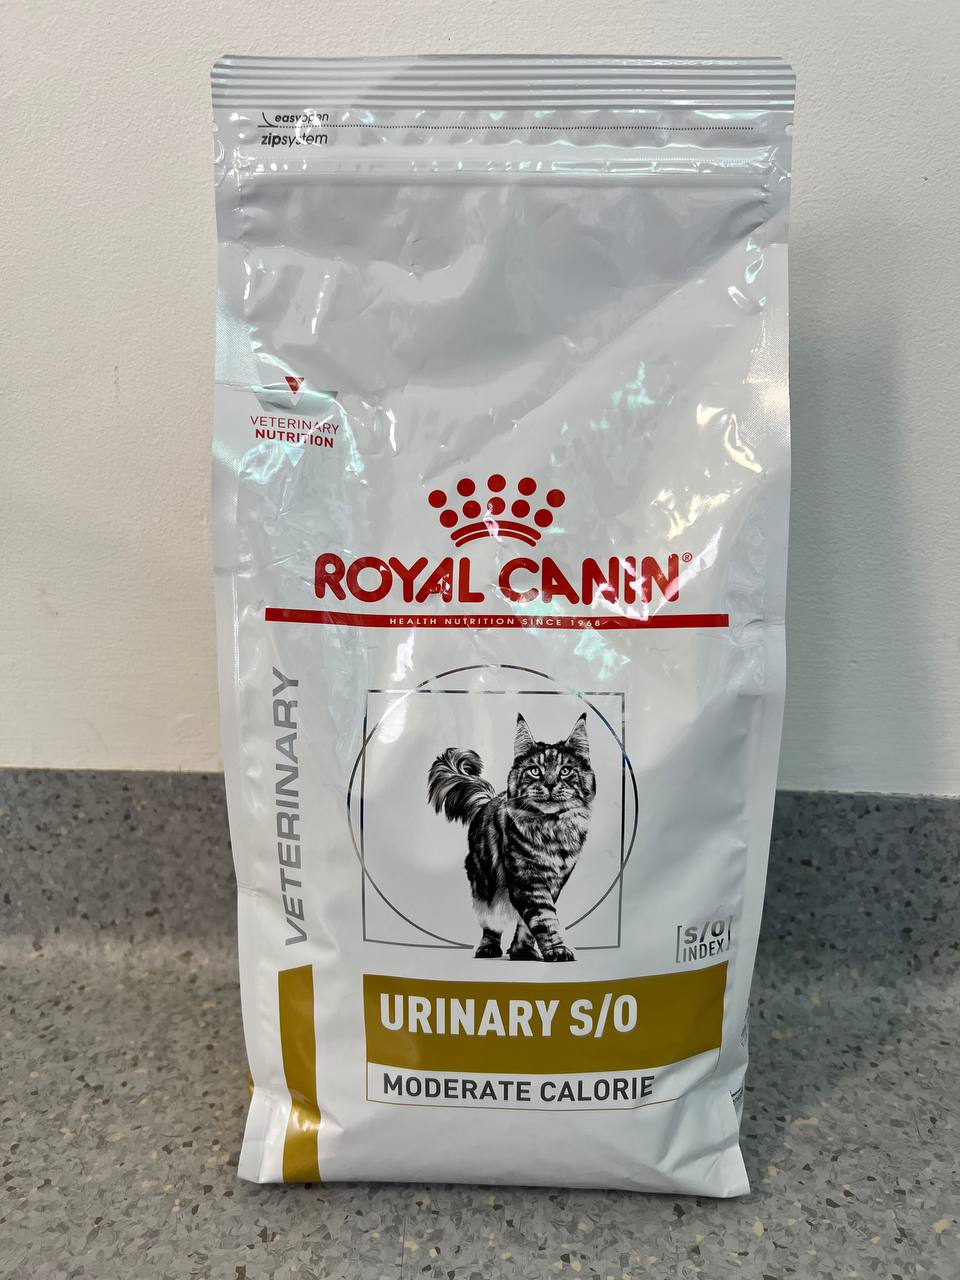 easyopen
zipsystem
VETERINARY
NUTRITION
ROYAL CANIN®
HEALTH NUTRITION SINCE 1968
VETERINARY
S/O
INDEX
URINARY S/O
MODERATE CALORIE